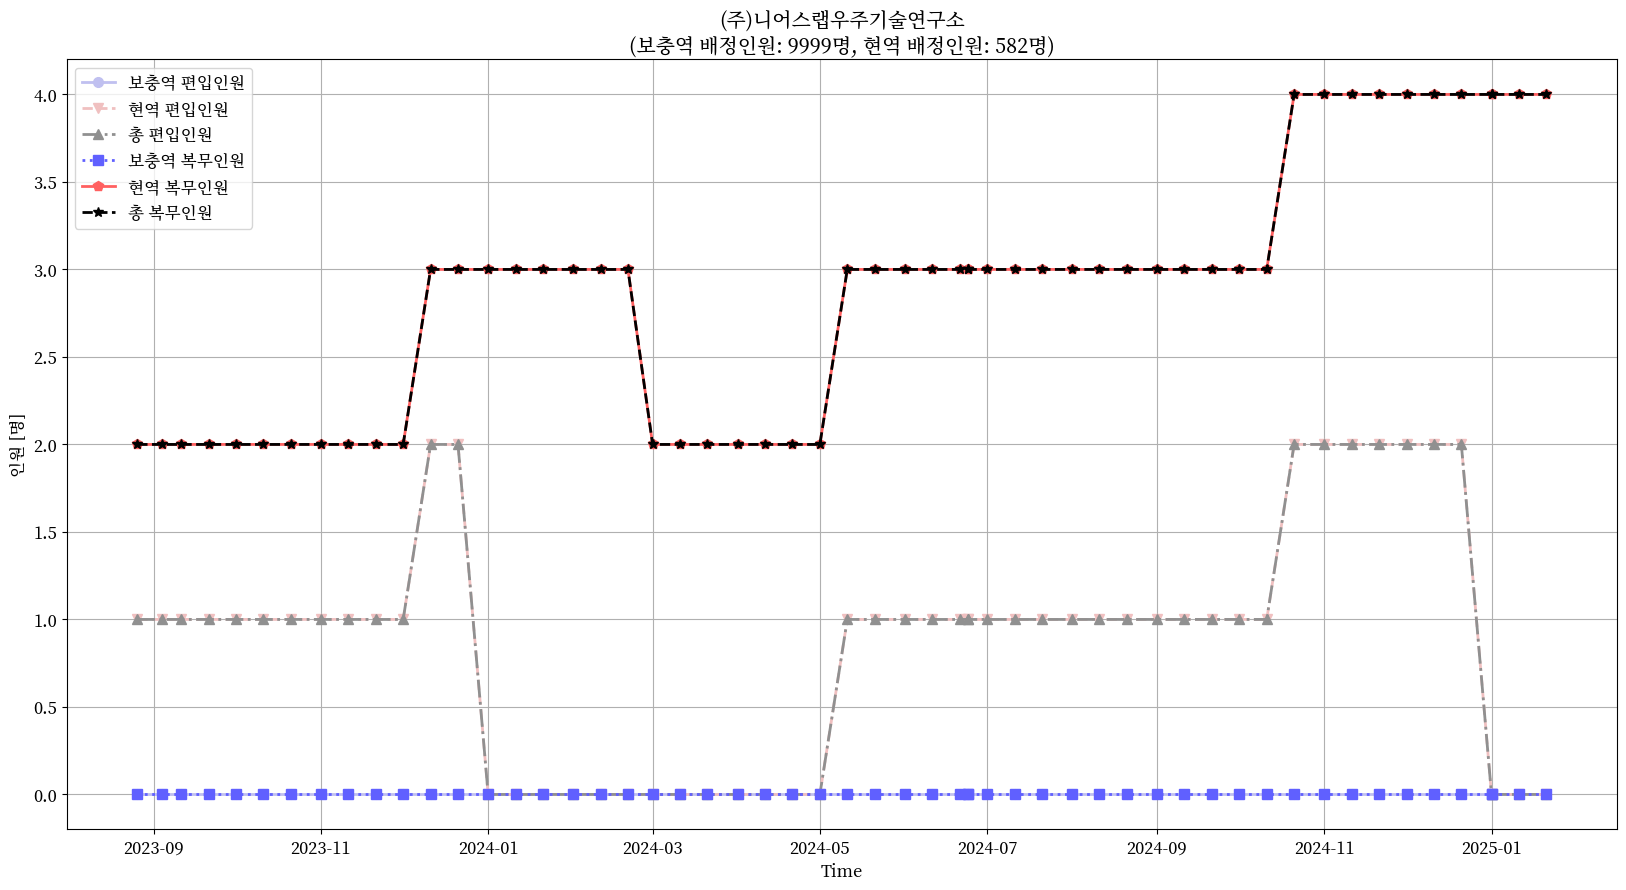 (주)니어스랩우주기술연구소
(보충역 배정인원: 9999명, 현역 배정인원: 582명)
보충역 편입인원
현역 편입인원
총 편입인원
보충역 복무인원
현역 복무인원
총 복무인원
인원 [명]
4.0
3.5
3.0
2.5
2.0
1.5
1.0
0.5
0.0
2023-09 2023-11 2024-01 2024-03 2024-05 2024-07 2024-09 2024-11 2025-01
Time